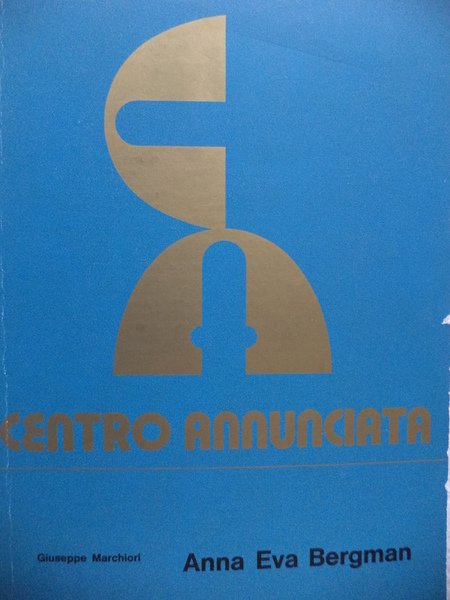 CENTRO ANNUNCIATA
Giuseppe Marchiori
Anna Eva Bergman